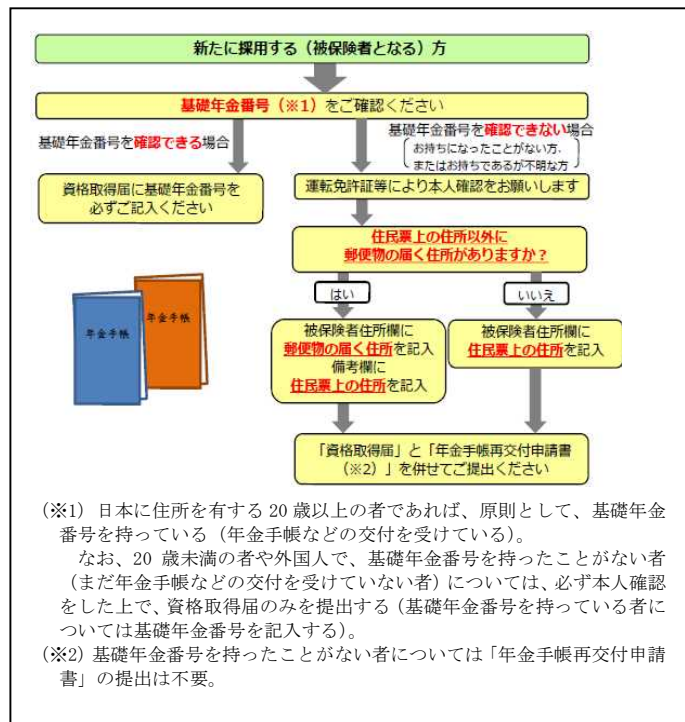 新たに採用する（被保険者となる）方
基礎年金番号（※1）をご確認ください
基礎年金番号を確認できる場合
基礎年金番号を確認できない場合
お持ちになったことがない方、
またはお持ちであるが不明な方
資格取得届に基礎年金番号を
必ずご記入ください
運転免許証等により本人確認をお願いします
住民票上の住所以外に
郵便物の届く住所がありますか？
はい
いいえ
年金手帳
年金手帳
被保険者住所欄に
郵便物の届く住所を記入
備考欄に
住民票上の住所を記入
被保険者住所欄に
住民票上の住所を記入
「資格取得届」と「年金手帳再交付申請書
（※2）」を併せてご提出ください
(※1) 日本に住所を有する 20 歳以上の者であれば、原則として、基礎年金
番号を持っている（年金手帳などの交付を受けている）。
なお、20 歳未満の者や外国人で、基礎年金番号を持ったことがない者
（まだ年金手帳などの交付を受けていない者）については、必ず本人確認
をした上で、資格取得届のみを提出する（基礎年金番号を持っている者に
ついては基礎年金番号を記入する）。
(※2) 基礎年金番号を持ったことがない者については「年金手帳再交付申請
書」の提出は不要。